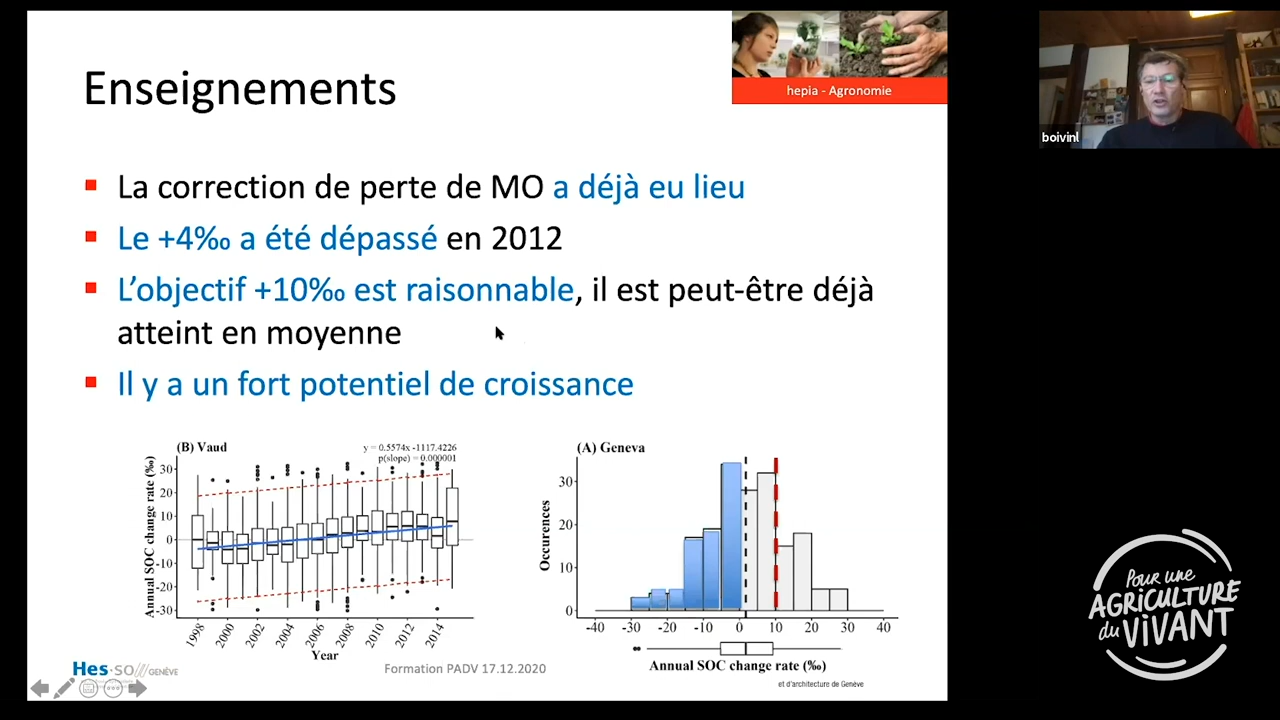 Enseignements
hepia - Agronomie
boivinl
La correction de perte de MO a déjà eu lieu
Le +4‰ a été dépassé en 2012
L'objectif +10‰ est raisonnable, il est peut-être déjà
atteint en moyenne
Il y a un fort potentiel de croissance
(B) Vaud
y = 0.5574x -1117.4226
p(slope) = 0.000001
Annual SOC change rate (‰)
30
20
10
0
-10
-20
-30
1998
2000
2002
2004
2006
2008
2010
2012
2014
Year
(A) Geneva
Occurences
30
20
10
0
-40 -30 -20 -10 0 10 20 30 40
Annual SOC change rate (‰)
Hes·so GENÈVE
Formation PADV 17.12.2020
et d'architecture de Genève
Pour une
AGRICULTURE
du VIVANT